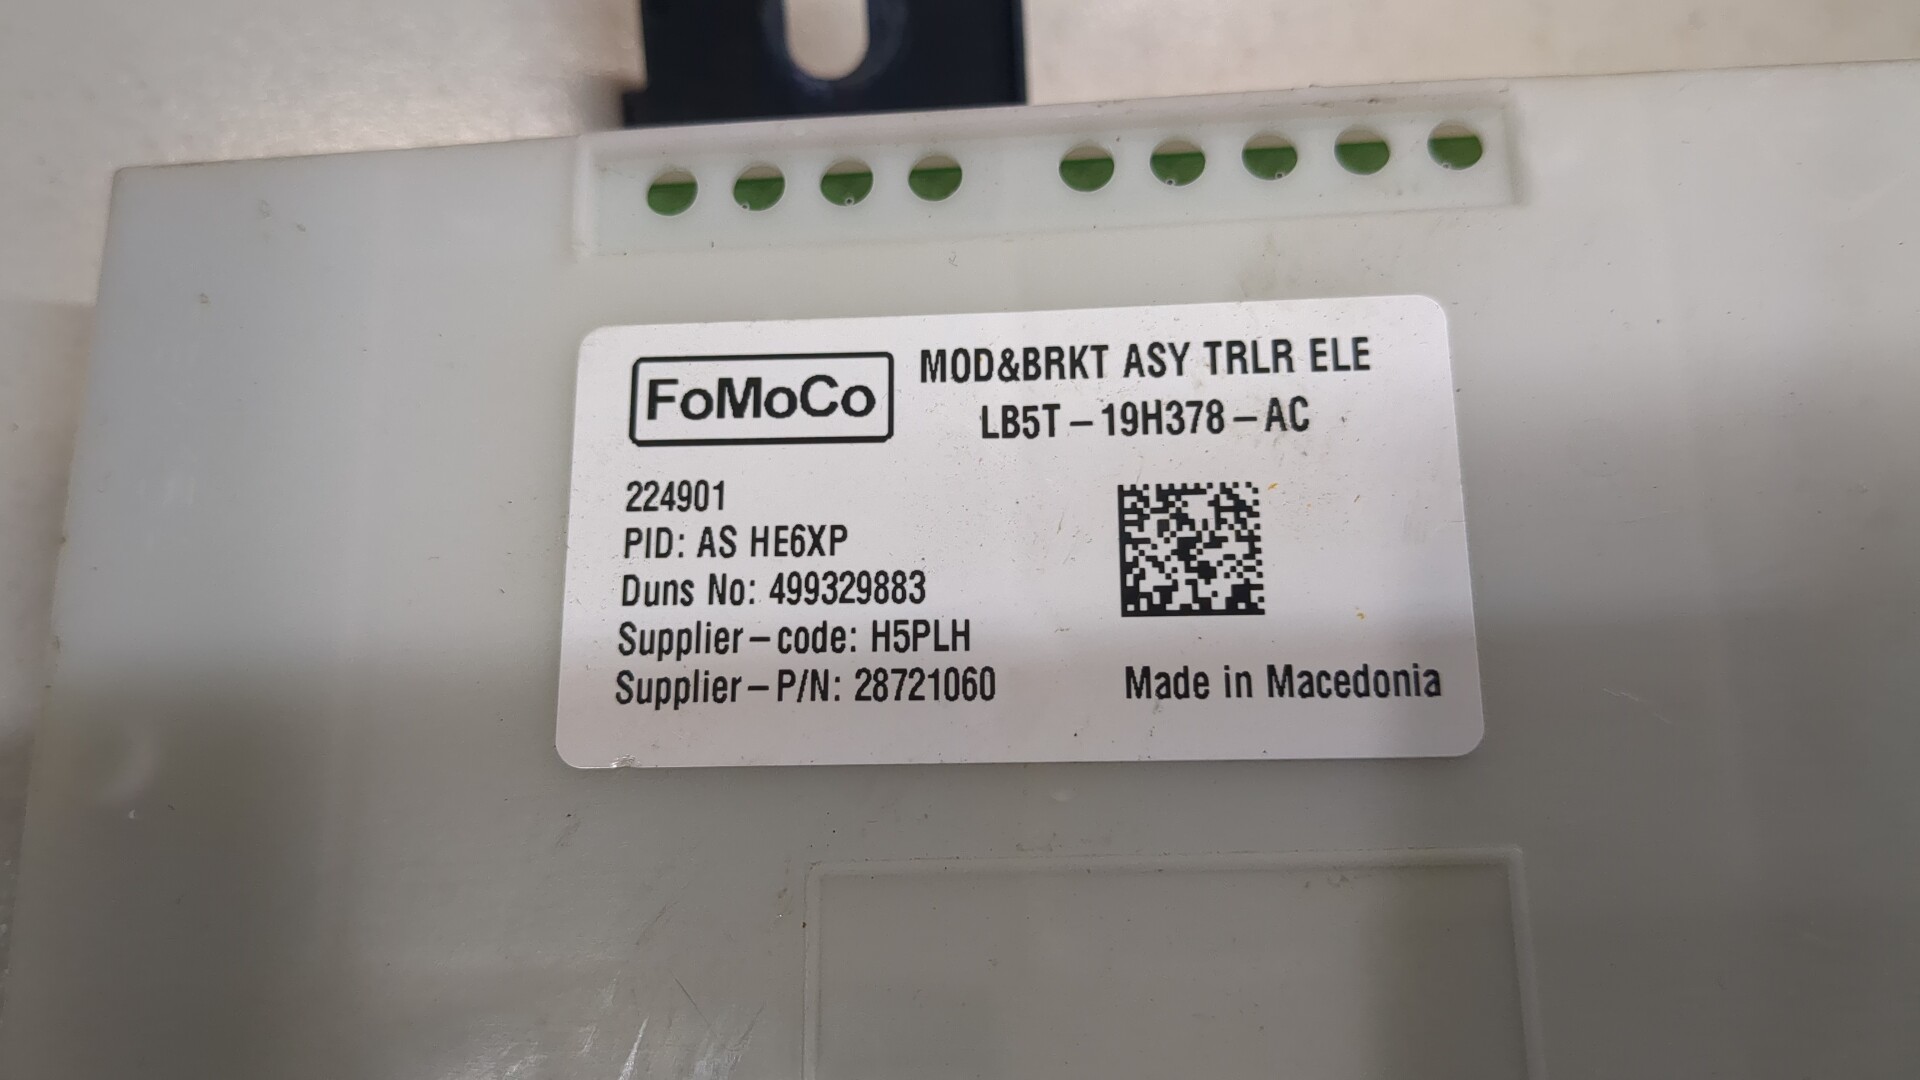 FoMoCo
MOD&BRKT ASY TRLR ELE
LB5T-19H378-AC
224901
PID: AS HE6XP
Duns No: 499329883
Supplier-code: H5PLH
Supplier-P/N: 28721060
Made in Macedonia